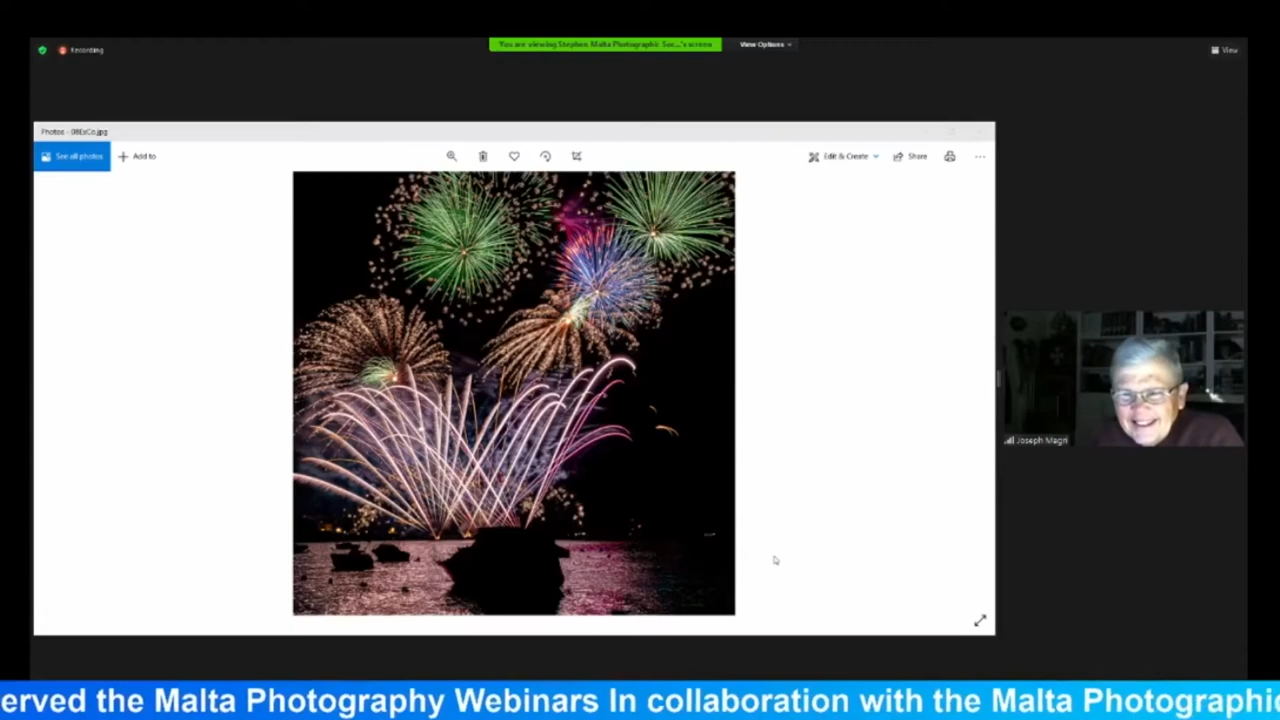 Recording
You are viewing Stephen Malta Photographic Soc...'s screen
View Options
View
Photos - 08EsCo.jpg
See all photos
Add to
Edit & Create
Share
Joseph Magri
erved the Malta Photography Webinars In collaboration with the Malta Photographic